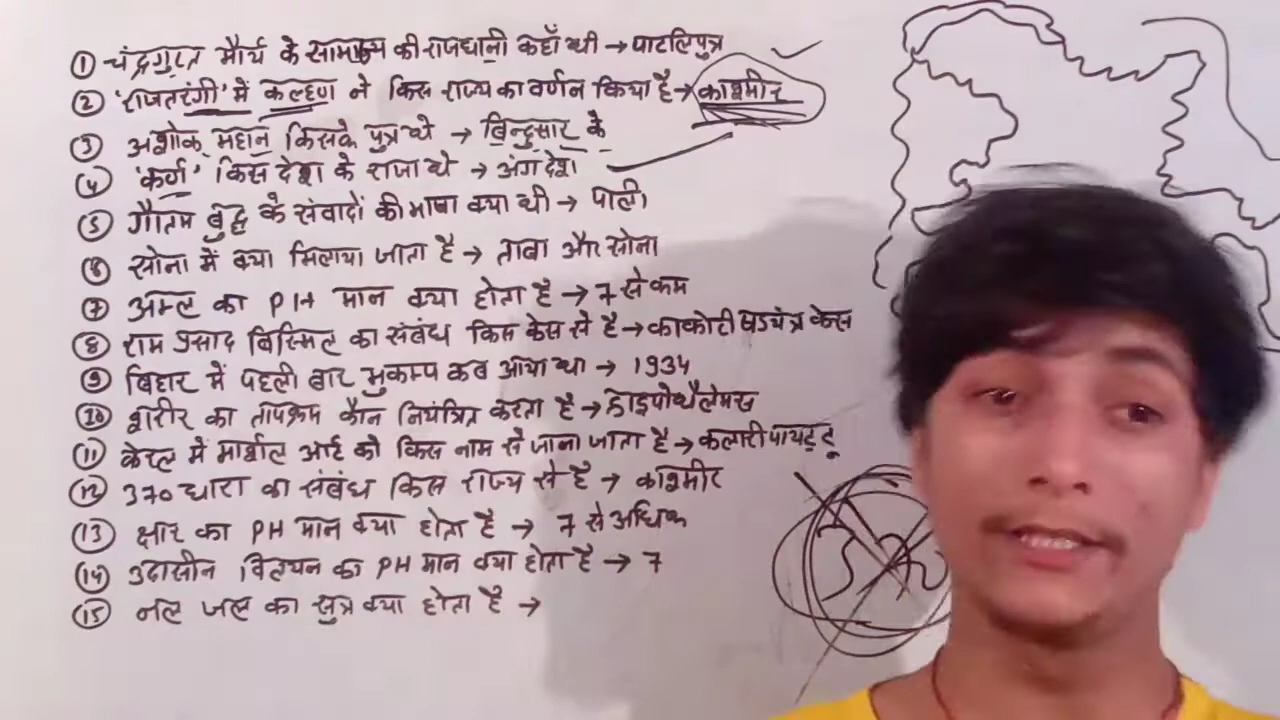 ① चंद्रगुप्त मौर्य के साम्राज्य की राजधानी कहाँ थी → पाटलिपुत्र
② 'राजतरंगी' में कल्हण ने किस राज्य का वर्णन किया है → काश्मीर
③ अशोक महान किसके पुत्र थे → बिन्दुसार के
④ 'कर्ण' किस देश के राजा थे → अंगदेश
⑤ गौतम बुद्ध के संवादों की भाषा क्या थी → पाली
⑥ सोना में क्या मिलाया जाता है → ताबा और सोना
⑦ अम्ल का PH मान क्या होता है → 7 से कम
⑧ राम प्रसाद बिस्मिल का संबंध किस केस से है → काकोरी षडयंत्र केस
⑨ बिहार में पहली बार भुकम्प कब आया था → 1934
⑩ शरीर का तापक्रम कौन नियंत्रित करता है → हाइपोथैलेमस
⑪ केरल में मार्शल आर्ट को किस नाम से जाना जाता है → कलारीपायट्टू
⑫ 370 धारा का संबंध किस राज्य से है → काश्मीर
⑬ क्षार का PH मान क्या होता है → 7 से अधिक
⑭ उदासीन विलयन का PH मान क्या होता है → 7
⑮ नल जल का सुत्र क्या होता है →